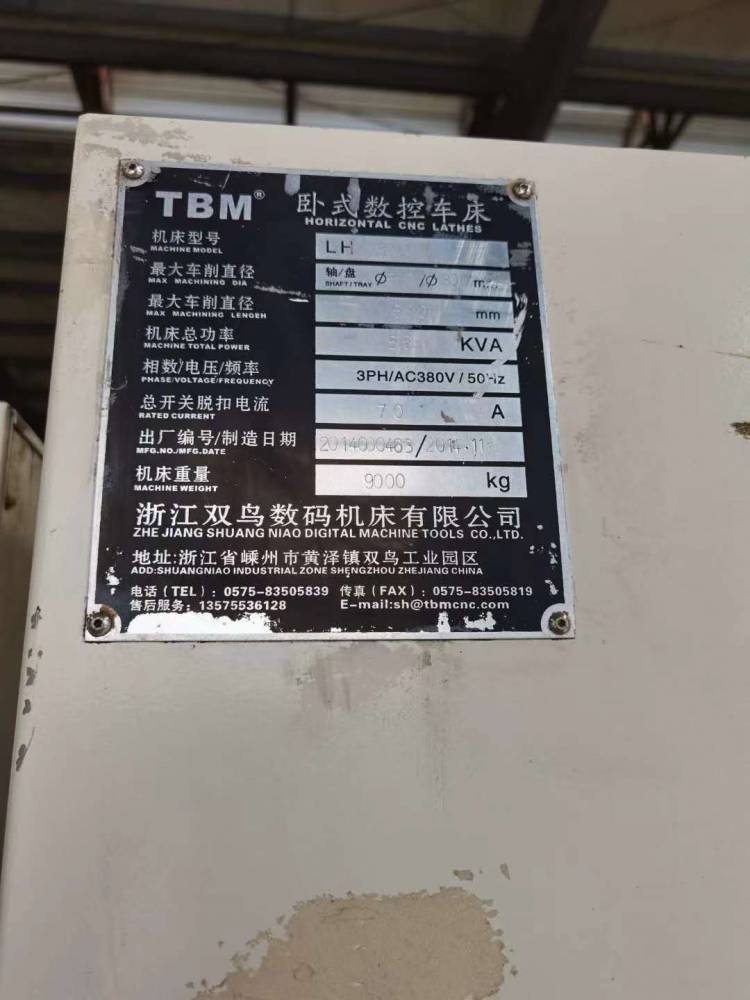 TBM® 卧式数控车床
HORIZONTAL CNC LATHES
机床型号 LH
MACHINE MODEL
最大车削直径 轴/盘 Ø /Ø mm
MAX MACHINING DIA SHAFT/TRAY
最大车削直径 mm
MAX MACHINING LENGEH
机床总功率 KVA
MACHINE TOTAL POWER
相数/电压/频率 3PH/AC380V/50Hz
PHASE/VOLTAGE/FREQUENCY
总开关脱扣电流 70 A
RATED CURRENT
出厂编号/制造日期 2014000463/2014.11
MFG.NO./MFG.DATE
机床重量 9000 kg
MACHINE WEIGHT
浙江双鸟数码机床有限公司
ZHE JIANG SHUANG NIAO DIGITAL MACHINE TOOLS CO.,LTD.
地址:浙江省嵊州市黄泽镇双鸟工业园区
ADD:SHUANGNIAO INDUSTRIAL ZONE SHENGZHOU ZHEJIANG CHINA
电话(TEL):0575-83505839 传真(FAX):0575-83505819
售后服务:13575536128 E-mail:sh@tbmcnc.com